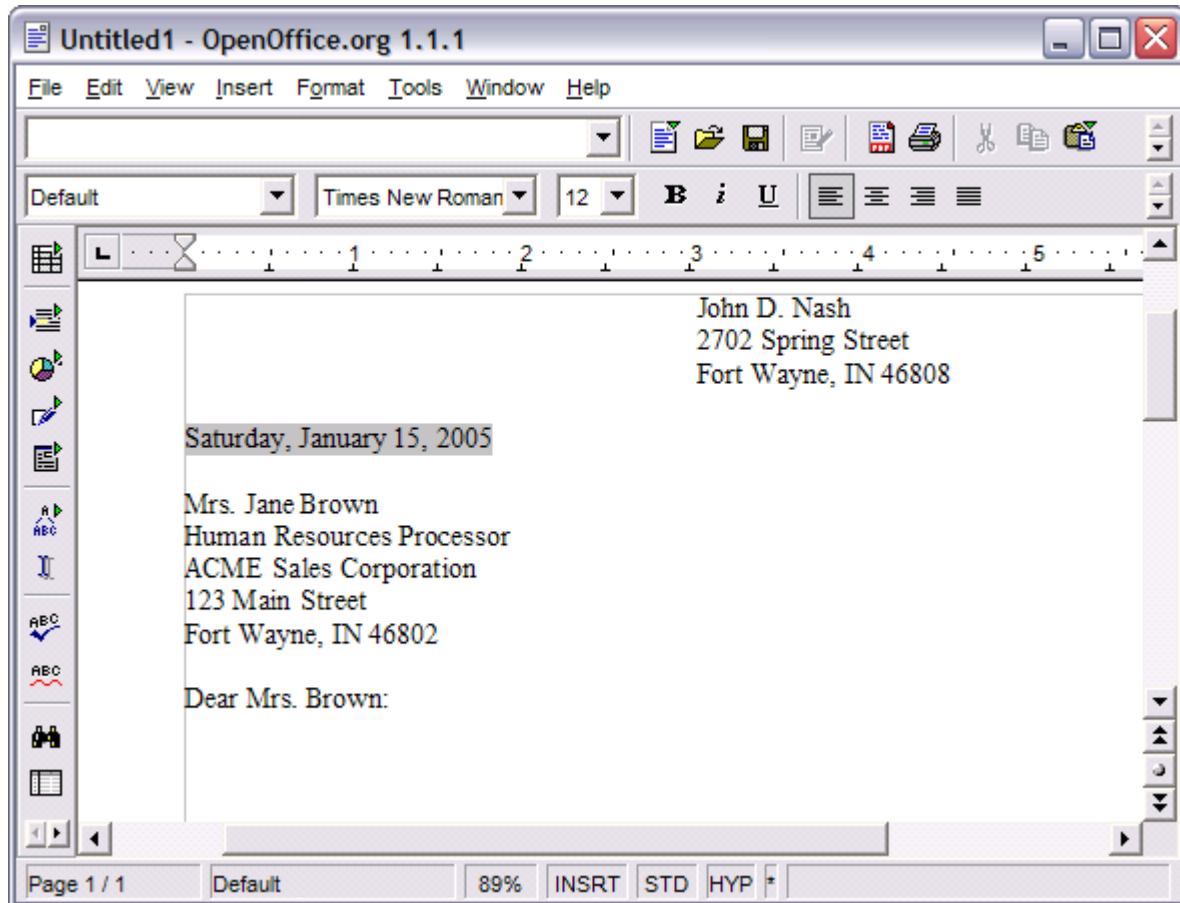 Untitled1 - OpenOffice.org 1.1.1
File Edit View Insert Format Tools Window Help
Default Times New Roman 12 B i U
1 2 3 4 5
John D. Nash
2702 Spring Street
Fort Wayne, IN 46808
Saturday, January 15, 2005
Mrs. Jane Brown
Human Resources Processor
ACME Sales Corporation
123 Main Street
Fort Wayne, IN 46802
Dear Mrs. Brown:
A
ABC
ABC
ABC
Page 1 / 1 Default 89% INSRT STD HYP *